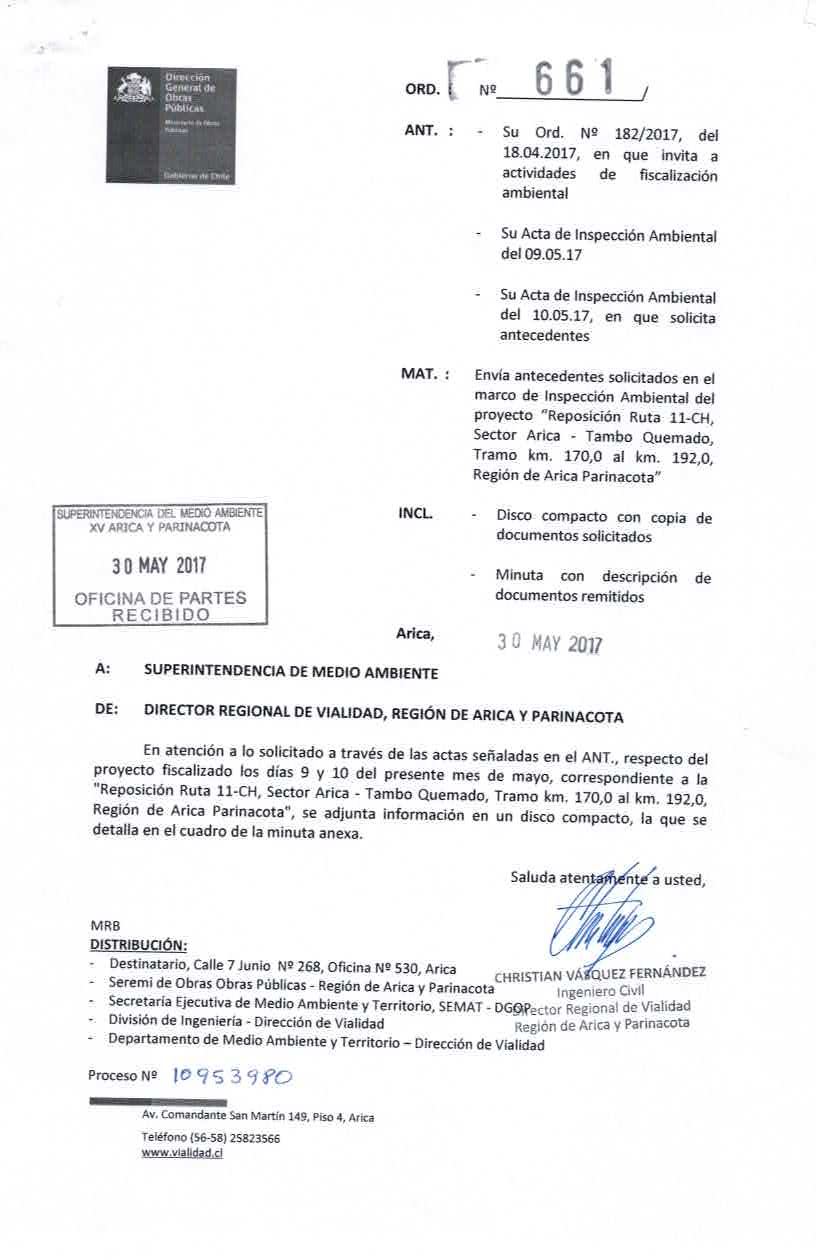 Dirección
General de
Obras
Públicas
Ministerio de Obras
Públicas
Gobierno de Chile
ORD. Nº 661 /
ANT. : - Su Ord. Nº 182/2017, del
18.04.2017, en que invita a
actividades de fiscalización
ambiental
- Su Acta de Inspección Ambiental
del 09.05.17
- Su Acta de Inspección Ambiental
del 10.05.17, en que solicita
antecedentes
MAT. : Envía antecedentes solicitados en el
marco de Inspección Ambiental del
proyecto "Reposición Ruta 11-CH,
Sector Arica - Tambo Quemado,
Tramo km. 170,0 al km. 192,0,
Región de Arica Parinacota"
SUPERINTENDENCIA DEL MEDIO AMBIENTE
XV ARICA Y PARINACOTA
30 MAY 2017
OFICINA DE PARTES
RECIBIDO
INCL. - Disco compacto con copia de
documentos solicitados
- Minuta con descripción de
documentos remitidos
Arica, 30 MAY 2017
A: SUPERINTENDENCIA DE MEDIO AMBIENTE
DE: DIRECTOR REGIONAL DE VIALIDAD, REGIÓN DE ARICA Y PARINACOTA
En atención a lo solicitado a través de las actas señaladas en el ANT., respecto del
proyecto fiscalizado los días 9 y 10 del presente mes de mayo, correspondiente a la
"Reposición Ruta 11-CH, Sector Arica - Tambo Quemado, Tramo km. 170,0 al km. 192,0,
Región de Arica Parinacota", se adjunta información en un disco compacto, la que se
detalla en el cuadro de la minuta anexa.
Saluda atentamente a usted,
CHRISTIAN VÁSQUEZ FERNÁNDEZ
Ingeniero Civil
Director Regional de Vialidad
Región de Arica y Parinacota
MRB
DISTRIBUCIÓN:
- Destinatario, Calle 7 Junio Nº 268, Oficina Nº 530, Arica
- Seremi de Obras Obras Públicas - Región de Arica y Parinacota
- Secretaría Ejecutiva de Medio Ambiente y Territorio, SEMAT - DGOP
- División de Ingeniería - Dirección de Vialidad
- Departamento de Medio Ambiente y Territorio – Dirección de Vialidad
Proceso Nº 10953980
Av. Comandante San Martín 149, Piso 4, Arica
Teléfono (56-58) 25823566
www.vialidad.cl